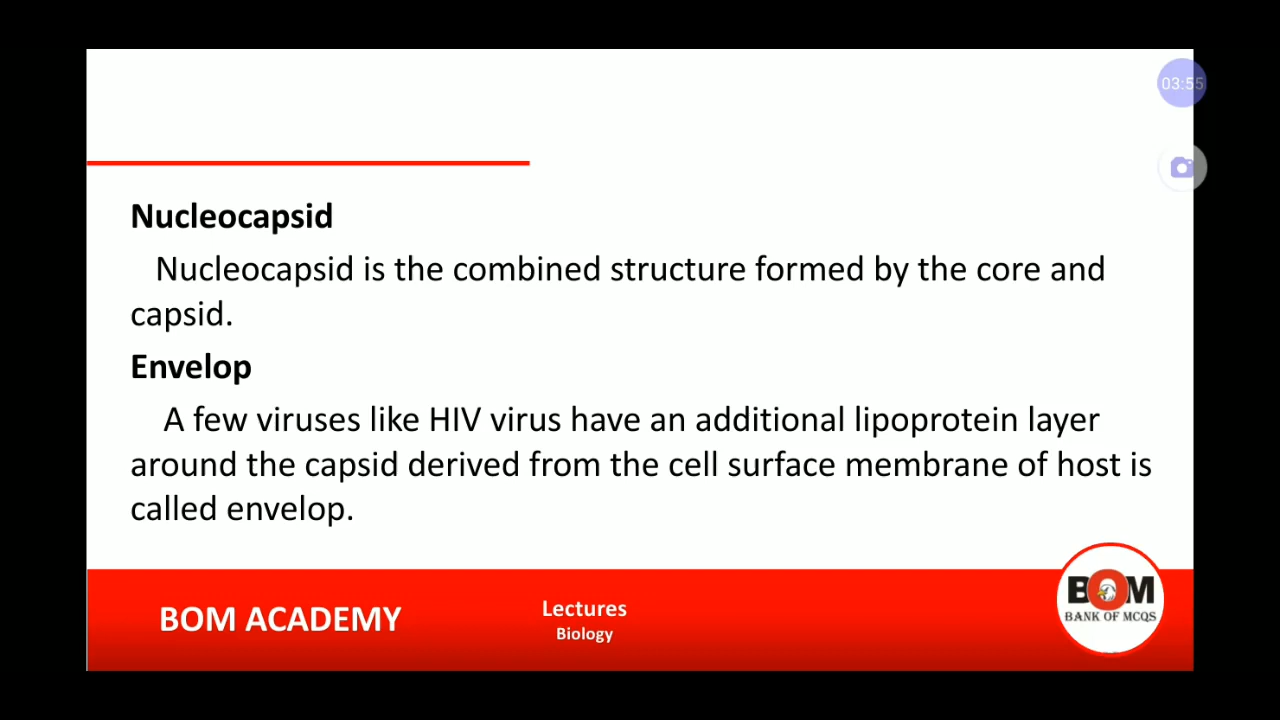 03:55
Nucleocapsid
Nucleocapsid is the combined structure formed by the core and
capsid.
Envelop
A few viruses like HIV virus have an additional lipoprotein layer
around the capsid derived from the cell surface membrane of host is
called envelop.
BOM ACADEMY
Lectures
Biology
BOM
BANK OF MCQS